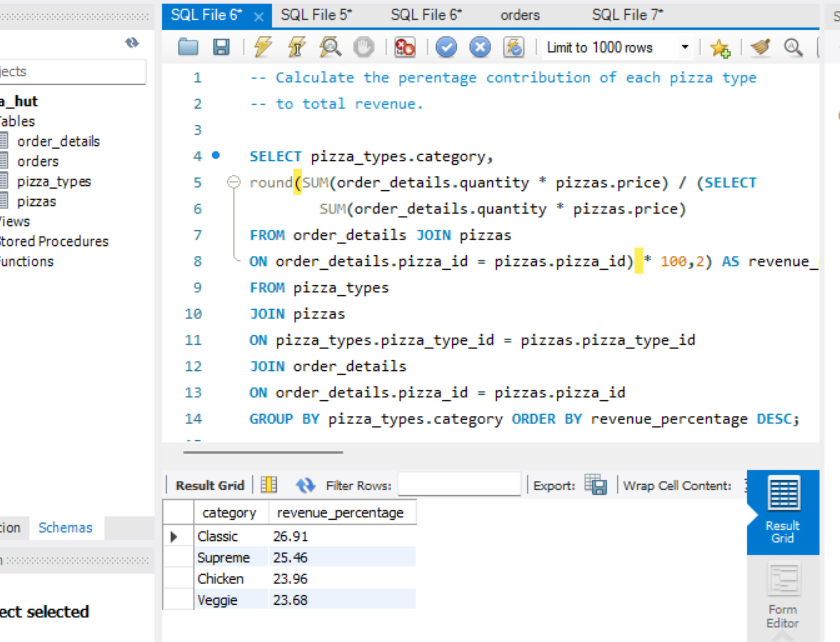 SQL File 6* × SQL File 5* SQL File 6* orders SQL File 7* S
Limit to 1000 rows
jects
a_hut
ables
order_details
orders
pizza_types
pizzas
iews
tored Procedures
unctions
1 -- Calculate the perentage contribution of each pizza type
2 -- to total revenue.
3
4 SELECT pizza_types.category,
5 round(SUM(order_details.quantity * pizzas.price) / (SELECT
6 SUM(order_details.quantity * pizzas.price)
7 FROM order_details JOIN pizzas
8 ON order_details.pizza_id = pizzas.pizza_id) * 100,2) AS revenue_
9 FROM pizza_types
10 JOIN pizzas
11 ON pizza_types.pizza_type_id = pizzas.pizza_type_id
12 JOIN order_details
13 ON order_details.pizza_id = pizzas.pizza_id
14 GROUP BY pizza_types.category ORDER BY revenue_percentage DESC;
Result Grid Filter Rows: Export: Wrap Cell Content:
category revenue_percentage
Classic 26.91
Supreme 25.46
Chicken 23.96
Veggie 23.68
Result
Grid
Form
Editor
tion Schemas
ect selected